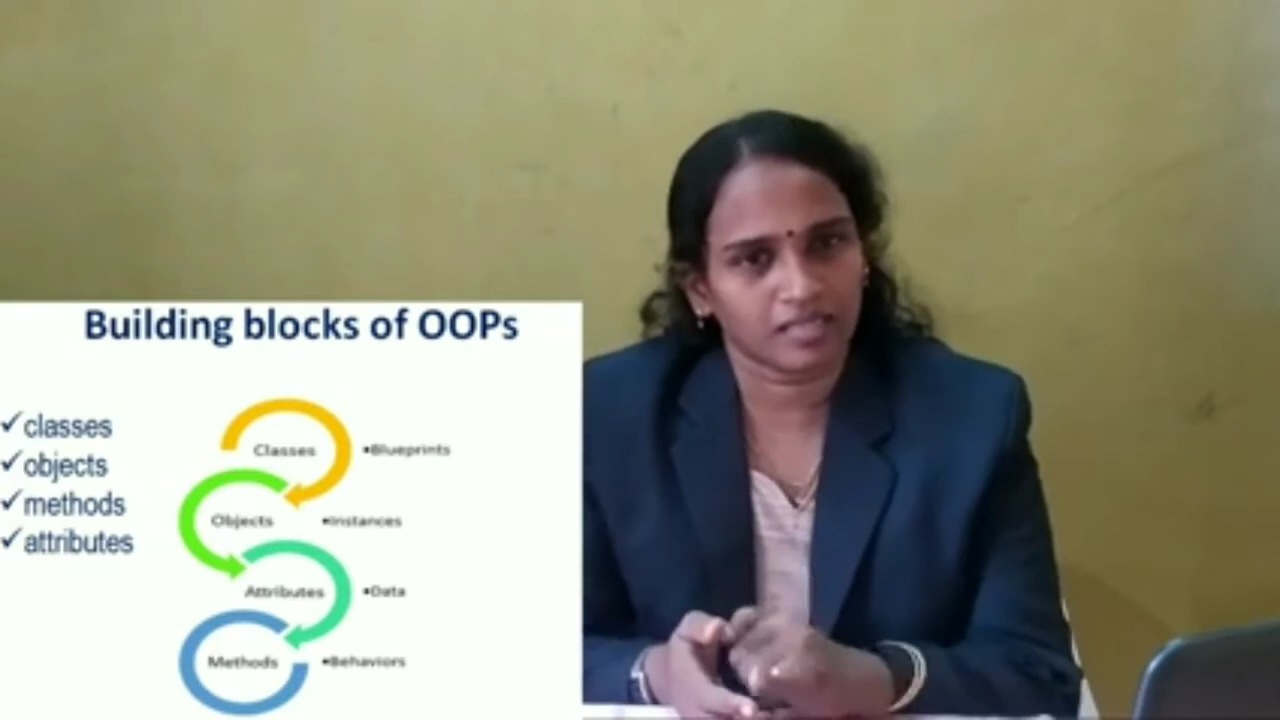 Building blocks of OOPs
✓classes
✓objects
✓methods
✓attributes
Classes
•Blueprints
Objects
•Instances
Attributes
•Data
Methods
•Behaviors